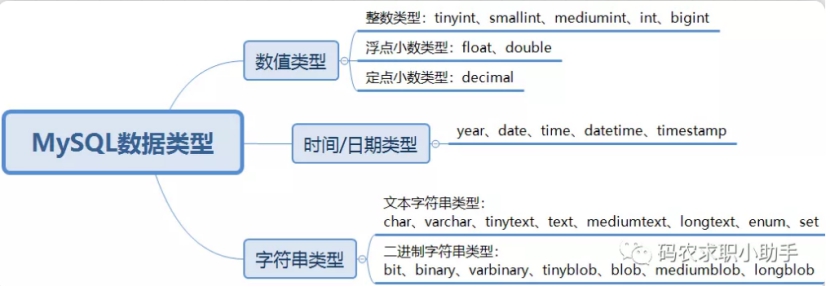 整数类型：tinyint、smallint、mediumint、int、bigint
数值类型
浮点小数类型：float、double
定点小数类型：decimal
MySQL数据类型
时间/日期类型
year、date、time、datetime、timestamp
文本字符串类型：
char、varchar、tinytext、text、mediumtext、longtext、enum、set
字符串类型
二进制字符串类型：
bit、binary、varbinary、tinyblob、blob、mediumblob、longblob
码农求职小助手